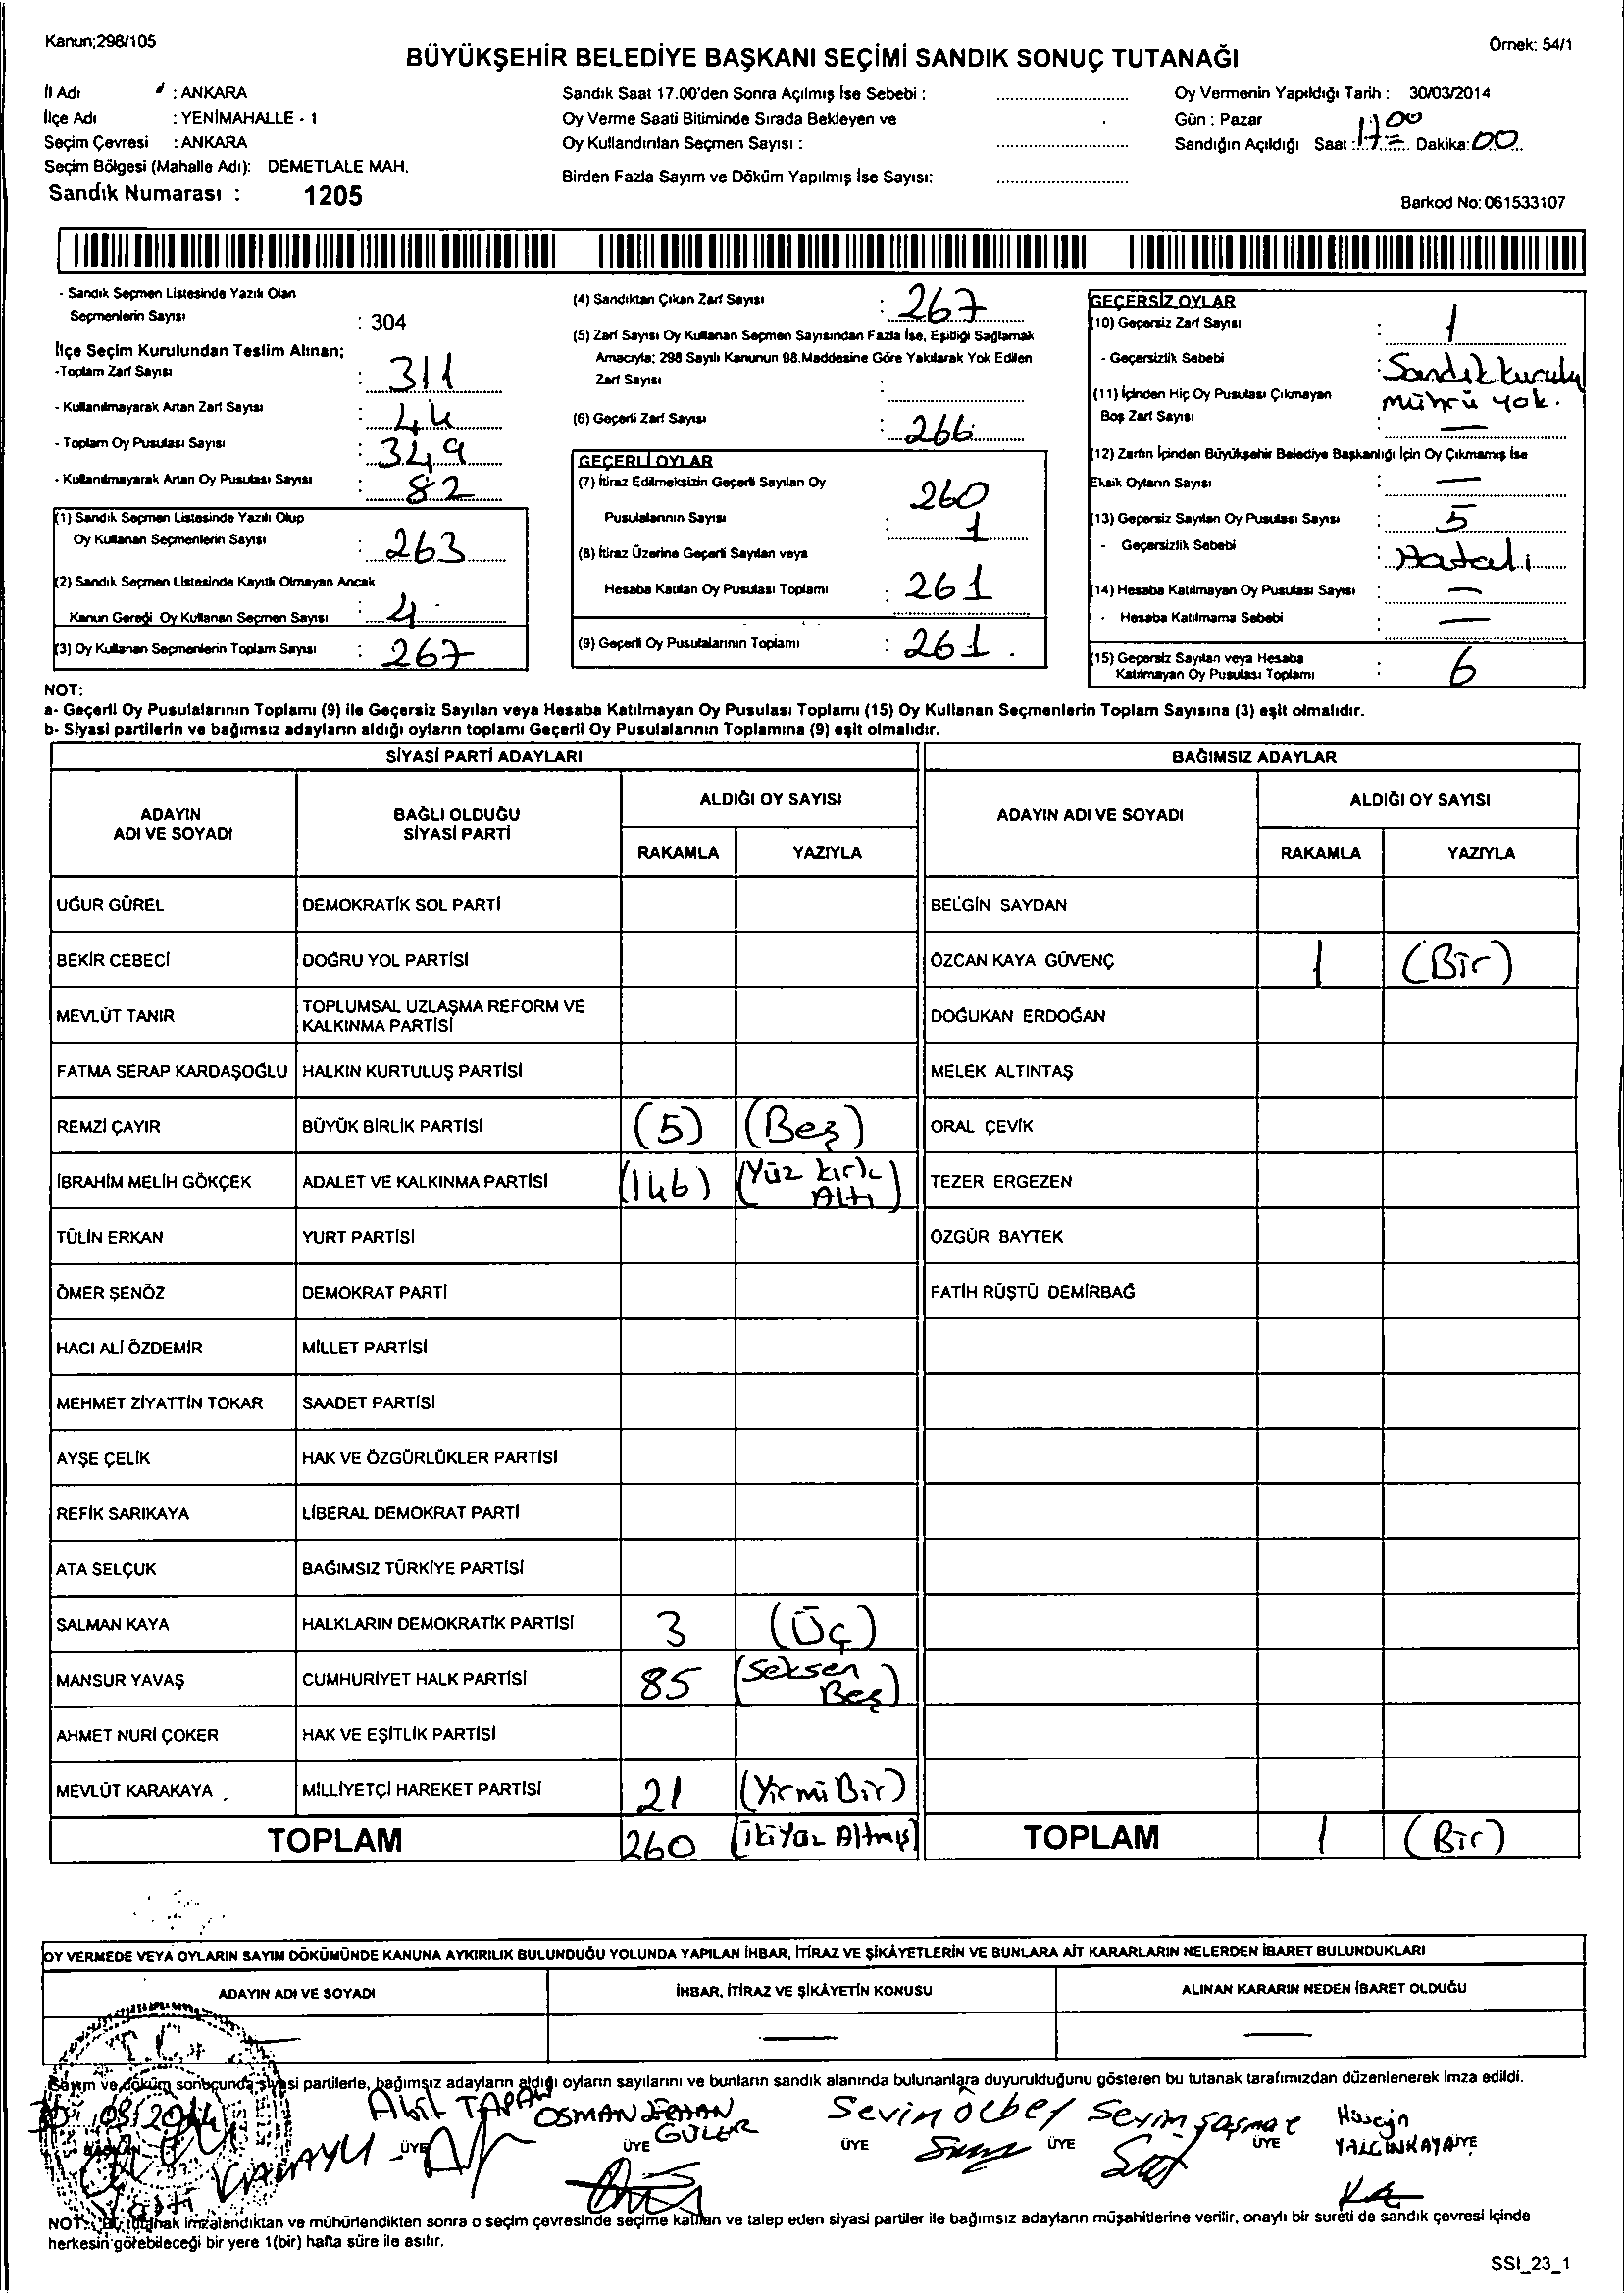 Kanun;298/105
Örnek: 54/1
BÜYÜKŞEHİR BELEDİYE BAŞKANI SEÇİMİ SANDIK SONUÇ TUTANAĞI
İl Adı : ANKARA
İlçe Adı : YENİMAHALLE - 1
Seçim Çevresi : ANKARA
Seçim Bölgesi (Mahalle Adı): DEMETLALE MAH.
Sandık Numarası : 1205
Sandık Saat 17.00'den Sonra Açılmış İse Sebebi :
Oy Verme Saati Bitiminde Sırada Bekleyen ve
Oy Kullandırılan Seçmen Sayısı :
Birden Fazla Sayım ve Döküm Yapılmış İse Sayısı:
Oy Vermenin Yapıldığı Tarih : 30/03/2014
Gün : Pazar
Sandığın Açıldığı Saat : 17 00 Dakika: 00
Barkod No: 061533107
- Sandık Seçmen Listesinde Yazılı Olan
Seçmenlerin Sayısı : 304
İlçe Seçim Kurulundan Teslim Alınan;
-Toplam Zarf Sayısı : 311
- Kullanılmayarak Artan Zarf Sayısı : 44
- Toplam Oy Pusulası Sayısı : 349
- Kullanılmayarak Artan Oy Pusulası Sayısı : 82
(1) Sandık Seçmen Listesinde Yazılı Olup
Oy Kullanan Seçmenlerin Sayısı : 263
(2) Sandık Seçmen Listesinde Kayıtlı Olmayan Ancak
Kanun Gereği Oy Kullanan Seçmen Sayısı : 4
(3) Oy Kullanan Seçmenlerin Toplam Sayısı : 267
(4) Sandıktan Çıkan Zarf Sayısı : 267
(5) Zarf Sayısı Oy Kullanan Seçmen Sayısından Fazla İse, Eşitliği Sağlamak
Amacıyla; 298 Sayılı Kanunun 98.Maddesine Göre Yakılarak Yok Edilen
Zarf Sayısı :
(6) Geçerli Zarf Sayısı : 266
GEÇERLİ OYLAR
(7) İtiraz Edilmeksizin Geçerli Sayılan Oy
Pusulalarının Sayısı : 260
1
(8) İtiraz Üzerine Geçerli Sayılan veya
Hesaba Katılan Oy Pusulası Toplamı : 261
(9) Geçerli Oy Pusulalarının Toplamı : 261.
GEÇERSİZ OYLAR
(10) Geçersiz Zarf Sayısı : 1
- Geçersizlik Sebebi : Sandık kurulu
mührü yok.
(11) İçinden Hiç Oy Pusulası Çıkmayan
Boş Zarf Sayısı : —
(12) Zarfın İçinden Büyükşehir Belediye Başkanlığı İçin Oy Çıkmamış İse
Eksik Oyların Sayısı : —
(13) Geçersiz Sayılan Oy Pusulası Sayısı : 5
- Geçersizlik Sebebi : Hatalı
(14) Hesaba Katılmayan Oy Pusulası Sayısı : —
- Hesaba Katılmama Sebebi : —
(15) Geçersiz Sayılan veya Hesaba
Katılmayan Oy Pusulası Toplamı : 6
NOT:
a- Geçerli Oy Pusulalarının Toplamı (9) ile Geçersiz Sayılan veya Hesaba Katılmayan Oy Pusulası Toplamı (15) Oy Kullanan Seçmenlerin Toplam Sayısına (3) eşit olmalıdır.
b- Siyasi partilerin ve bağımsız adayların aldığı oyların toplamı Geçerli Oy Pusulalarının Toplamına (9) eşit olmalıdır.
SİYASİ PARTİ ADAYLARI BAĞIMSIZ ADAYLAR
ADAYIN ADI VE SOYADI BAĞLI OLDUĞU SİYASİ PARTİ ALDIĞI OY SAYISI ADAYIN ADI VE SOYADI ALDIĞI OY SAYISI
RAKAMLA YAZIYLA RAKAMLA YAZIYLA
UĞUR GÜREL DEMOKRATİK SOL PARTİ BELGİN SAYDAN
BEKİR CEBECİ DOĞRU YOL PARTİSİ ÖZCAN KAYA GÜVENÇ 1 (Bir)
MEVLÜT TANIR TOPLUMSAL UZLAŞMA REFORM VE KALKINMA PARTİSİ DOĞUKAN ERDOĞAN
FATMA SERAP KARDAŞOĞLU HALKIN KURTULUŞ PARTİSİ MELEK ALTINTAŞ
REMZİ ÇAYIR BÜYÜK BİRLİK PARTİSİ (5) (Beş) ORAL ÇEVİK
İBRAHİM MELİH GÖKÇEK ADALET VE KALKINMA PARTİSİ (146) (Yüz kırk Altı) TEZER ERGEZEN
TÜLİN ERKAN YURT PARTİSİ ÖZGÜR BAYTEK
ÖMER ŞENÖZ DEMOKRAT PARTİ FATİH RÜŞTÜ DEMİRBAĞ
HACI ALİ ÖZDEMİR MİLLET PARTİSİ
MEHMET ZİYATTİN TOKAR SAADET PARTİSİ
AYŞE ÇELİK HAK VE ÖZGÜRLÜKLER PARTİSİ
REFİK SARIKAYA LİBERAL DEMOKRAT PARTİ
ATA SELÇUK BAĞIMSIZ TÜRKİYE PARTİSİ
SALMAN KAYA HALKLARIN DEMOKRATİK PARTİSİ 3 (Üç)
MANSUR YAVAŞ CUMHURİYET HALK PARTİSİ 85 (Seksen Beş)
AHMET NURİ ÇOKER HAK VE EŞİTLİK PARTİSİ
MEVLÜT KARAKAYA MİLLİYETÇİ HAREKET PARTİSİ 21 (Yirmi Bir)
TOPLAM 260 (İkiyüz Altmış) TOPLAM 1 (Bir)
OY VERMEDE VEYA OYLARIN SAYIM DÖKÜMÜNDE KANUNA AYKIRILIK BULUNDUĞU YOLUNDA YAPILAN İHBAR, İTİRAZ VE ŞİKÂYETLERİN VE BUNLARA AİT KARARLARIN NELERDEN İBARET BULUNDUKLARI
ADAYIN ADI VE SOYADI İHBAR, İTİRAZ VE ŞİKÂYETİN KONUSU ALINAN KARARIN NEDEN İBARET OLDUĞU
— — —
T.C.
Sayım ve döküm sonucunda siyasi partilerle, bağımsız adayların aldığı oyların sayılarını ve bunların sandık alanında bulunanlara duyurulduğunu gösteren bu tutanak tarafımızdan düzenlenerek imza edildi.
30/03/2014
BAŞKAN ÜYE ÜYE ÜYE ÜYE ÜYE ÜYE
OSMAN GÜLER
Sevin
Hüseyin YALÇINKAYA
NOT: Bu tutanak imzalandıktan ve mühürlendikten sonra o seçim çevresinde seçime katılan ve talep eden siyasi partiler ile bağımsız adayların müşahitlerine verilir, onaylı bir sureti de sandık çevresi içinde
herkesin görebileceği bir yere 1(bir) hafta süre ile asılır.
SSI_23_1